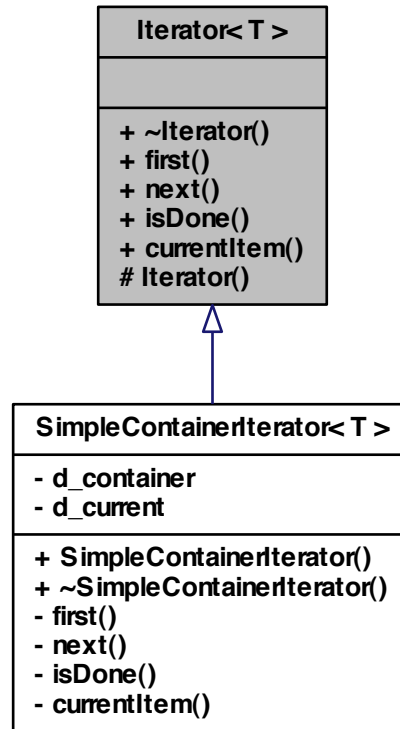 Iterator< T >
+ ~Iterator()
+ first()
+ next()
+ isDone()
+ currentItem()
# Iterator()
SimpleContainerIterator< T >
- d_container
- d_current
+ SimpleContainerIterator()
+ ~SimpleContainerIterator()
- first()
- next()
- isDone()
- currentItem()